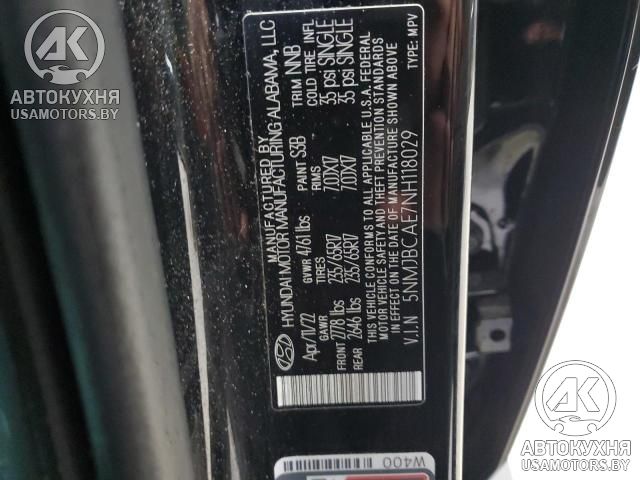 MANUFACTURED BY
HYUNDAI MOTOR MANUFACTURING ALABAMA, LLC
Apr/11/22 GVWR 4761 lbs PAINT S3B TRIM NNB
GAWR TIRES RIMS COLD TIRE INFL
FRONT 2778 lbs 235/65R17 7.0JX17 35 psi SINGLE
REAR 2646 lbs 235/65R17 7.0JX17 35 psi SINGLE
THIS VEHICLE CONFORMS TO ALL APPLICABLE U.S.A. FEDERAL
MOTOR VEHICLE SAFETY AND THEFT PREVENTION STANDARDS
IN EFFECT ON THE DATE OF MANUFACTURE SHOWN ABOVE
V.I.N 5NMJBCAE7NH118029 TYPE: MPV
W400
AK
АВТОКУХНЯ
USAMOTORS.BY
AK
АВТОКУХНЯ
USAMOTORS.BY